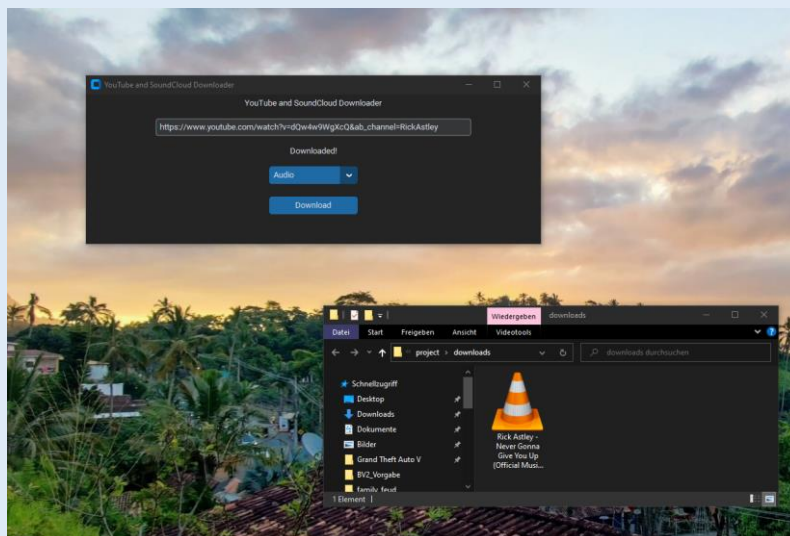 YouTube and SoundCloud Downloader
YouTube and SoundCloud Downloader
https://www.youtube.com/watch?v=dQw4w9WgXcQ&ab_channel=RickAstley
Downloaded!
Audio
Download
Wiedergeben downloads
Datei Start Freigeben Ansicht Videotools
project › downloads
downloads durchsuchen
Schnellzugriff
Desktop
Downloads
Dokumente
Bilder
Grand Theft Auto V
BV2_Vorgabe
family_feud
Rick Astley -
Never Gonna
Give You Up
(Official Musi...
1 Element